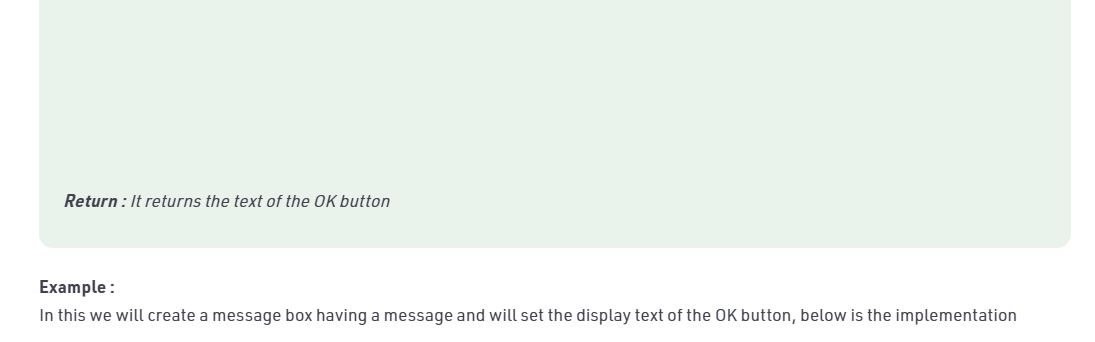 Return : It returns the text of the OK button
Example :
In this we will create a message box having a message and will set the display text of the OK button, below is the implementation